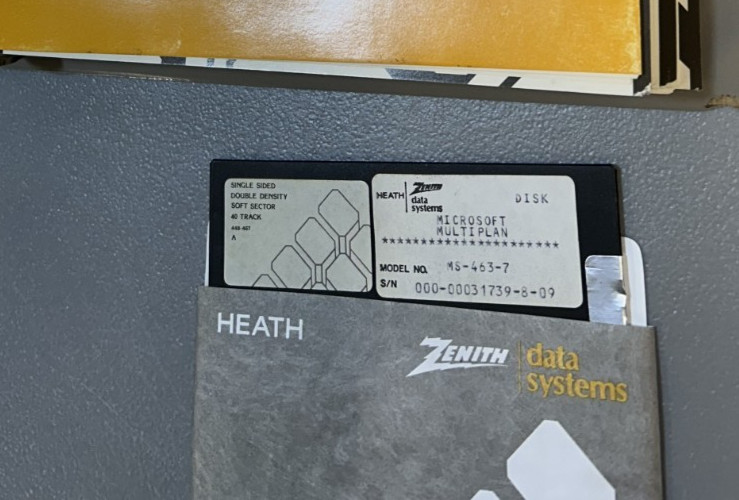 SINGLE SIDED
DOUBLE DENSITY
SOFT SECTOR
40 TRACK
A
HEATH ZENITH data systems
DISK
MICROSOFT
MULTIPLAN
********************
MODEL NO. MS-463-7
S/N 000-00031739-8-09
HEATH
ZENITH data systems